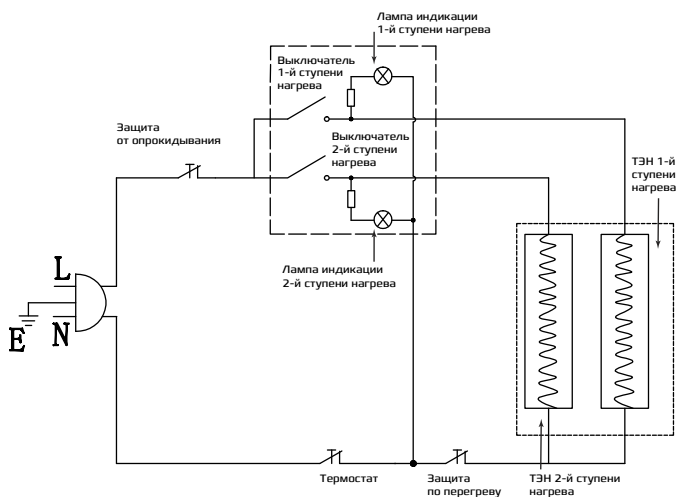 Лампа индикации
1-й ступени нагрева
Выключатель
1-й ступени
нагрева
Защита
от опрокидывания
Выключатель
2-й ступени
нагрева
ТЭН 1-й
ступени
нагрева
Лампа индикации
2-й ступени нагрева
L
E
N
Термостат
Защита
по перегреву
ТЭН 2-й ступени
нагрева